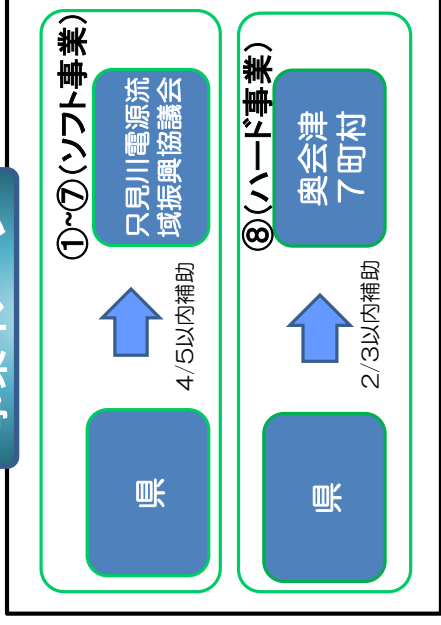 ①~⑦(ソフト事業)
県
4/5以内補助
只見川電源流
域振興協議会
⑧(ハード事業)
県
2/3以内補助
奥会津
7町村